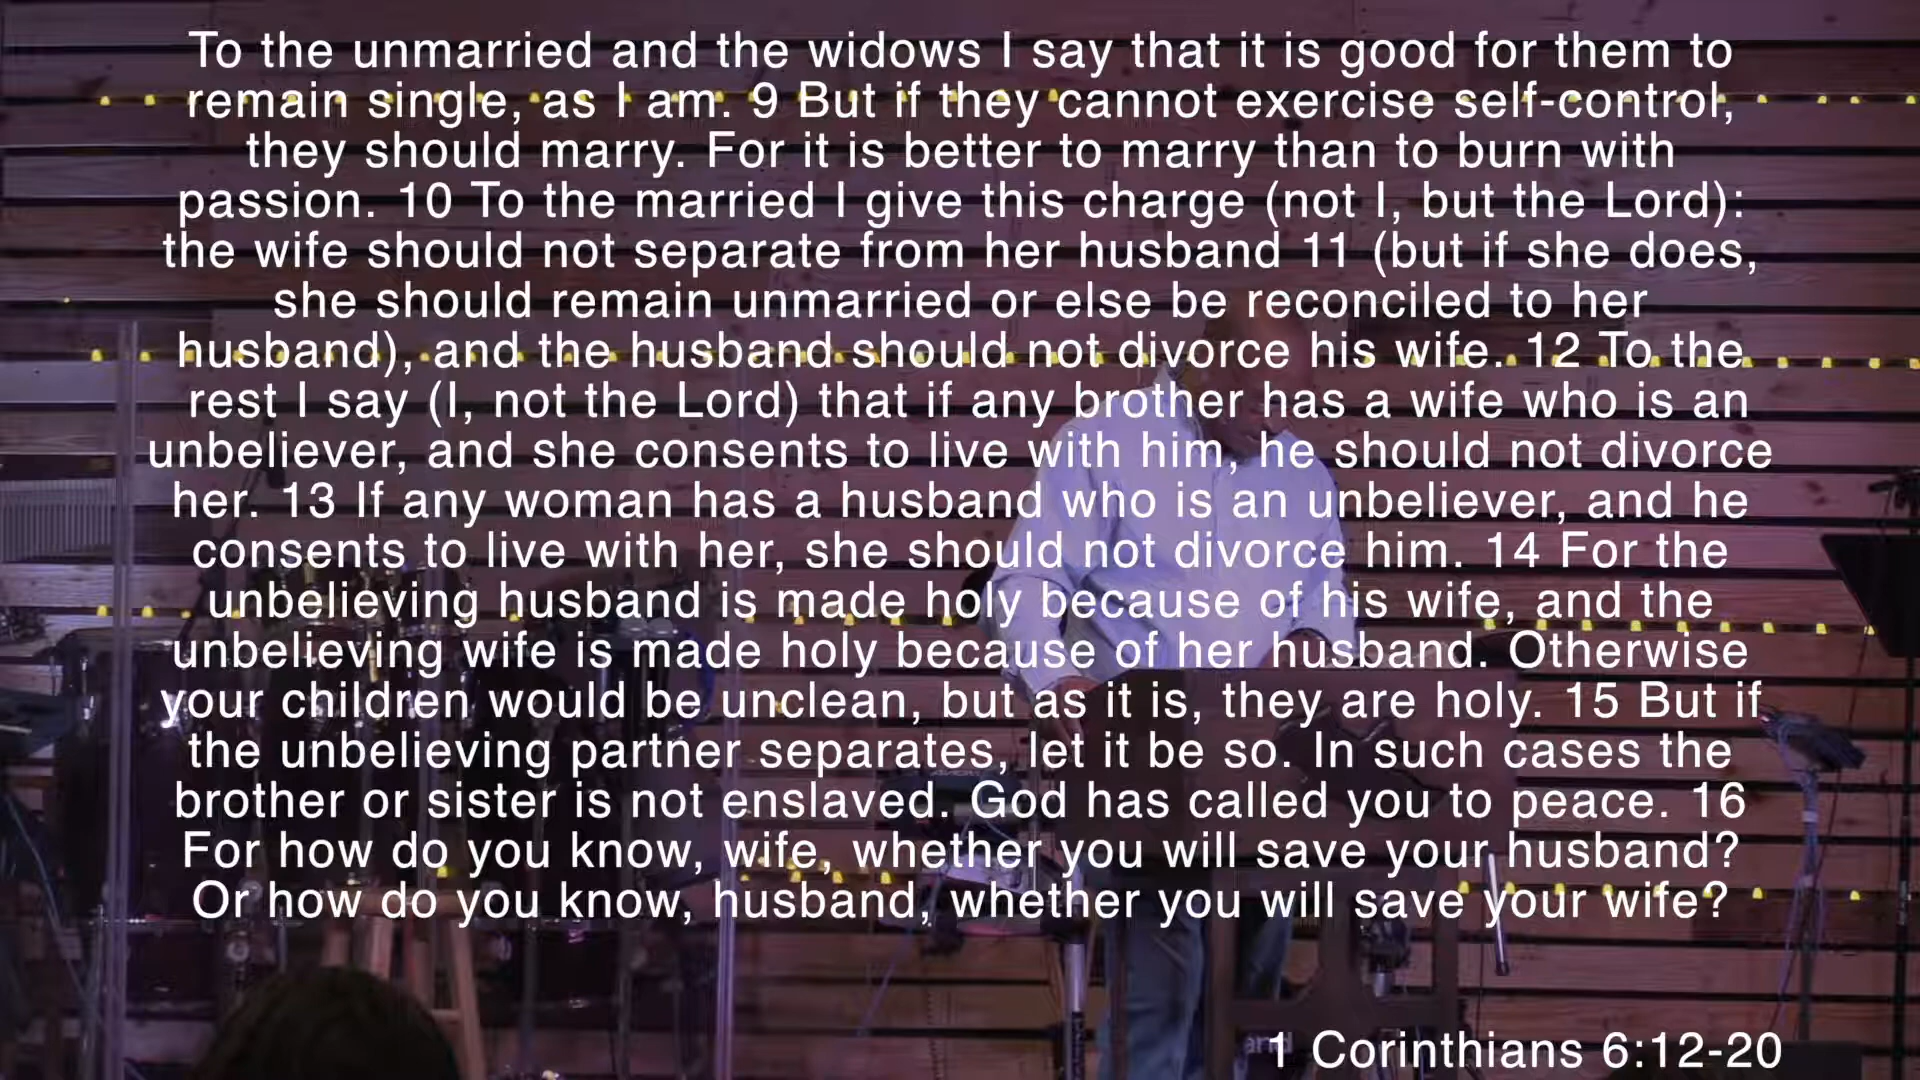 To the unmarried and the widows I say that it is good for them to
remain single, as I am. 9 But if they cannot exercise self-control,
they should marry. For it is better to marry than to burn with
passion. 10 To the married I give this charge (not I, but the Lord):
the wife should not separate from her husband 11 (but if she does,
she should remain unmarried or else be reconciled to her
husband), and the husband should not divorce his wife. 12 To the
rest I say (I, not the Lord) that if any brother has a wife who is an
unbeliever, and she consents to live with him, he should not divorce
her. 13 If any woman has a husband who is an unbeliever, and he
consents to live with her, she should not divorce him. 14 For the
unbelieving husband is made holy because of his wife, and the
unbelieving wife is made holy because of her husband. Otherwise
your children would be unclean, but as it is, they are holy. 15 But if
the unbelieving partner separates, let it be so. In such cases the
brother or sister is not enslaved. God has called you to peace. 16
For how do you know, wife, whether you will save your husband?
Or how do you know, husband, whether you will save your wife?
1 Corinthians 6:12-20